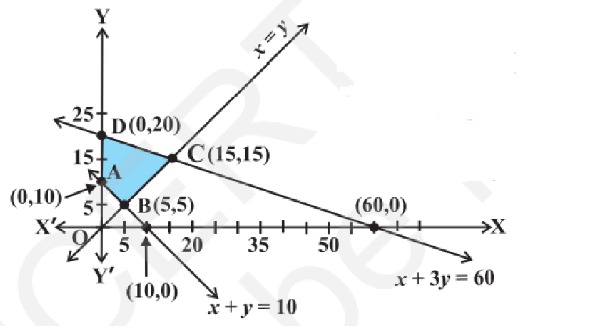 Y
x = y
25
D(0,20)
15
C(15,15)
A
(0,10)
5
B(5,5)
(60,0)
X′
O
5
20
35
50
X
Y′
(10,0)
x + y = 10
x + 3y = 60